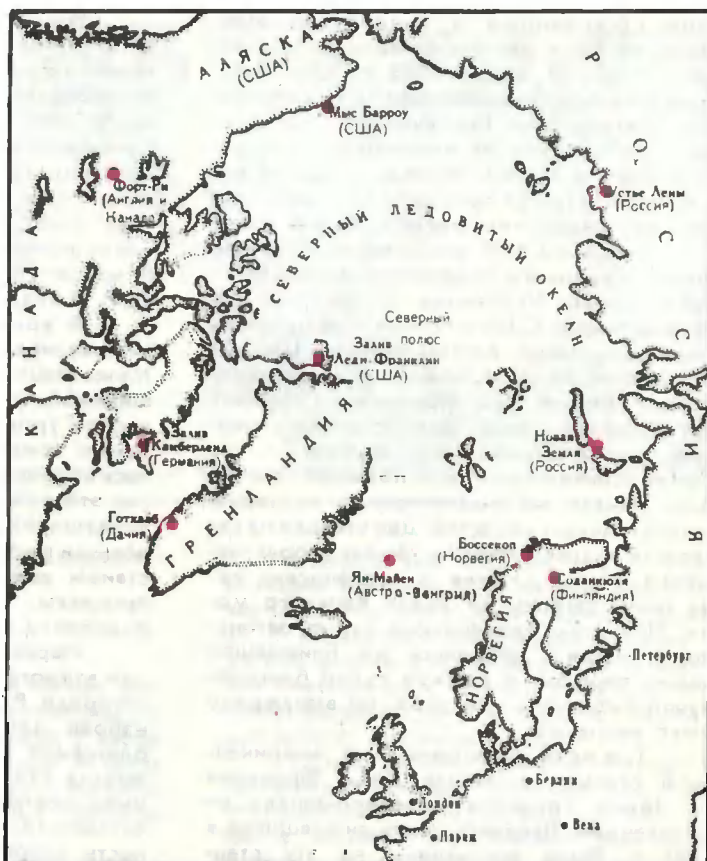 АЛЯСКА
(США)
Мыс Барроу
(США)
РОССИЯ
Форт-Рэ
(Англия и
Канада)
Устье Лены
(Россия)
КАНАДА
СЕВЕРНЫЙ ЛЕДОВИТЫЙ ОКЕАН
Северный
полюс
Залив
Леди-Франклин
(США)
Залив
Камберленд
(Германия)
Новая
Земля
(Россия)
ГРЕНЛАНДИЯ
Готхоб
(Дания)
Боссекоп
(Норвегия)
Ян-Майен
(Австро-Венгрия)
Соданкюля
(Финляндия)
НОРВЕГИЯ
Петербург
Берлин
Лондон
Париж
Вена